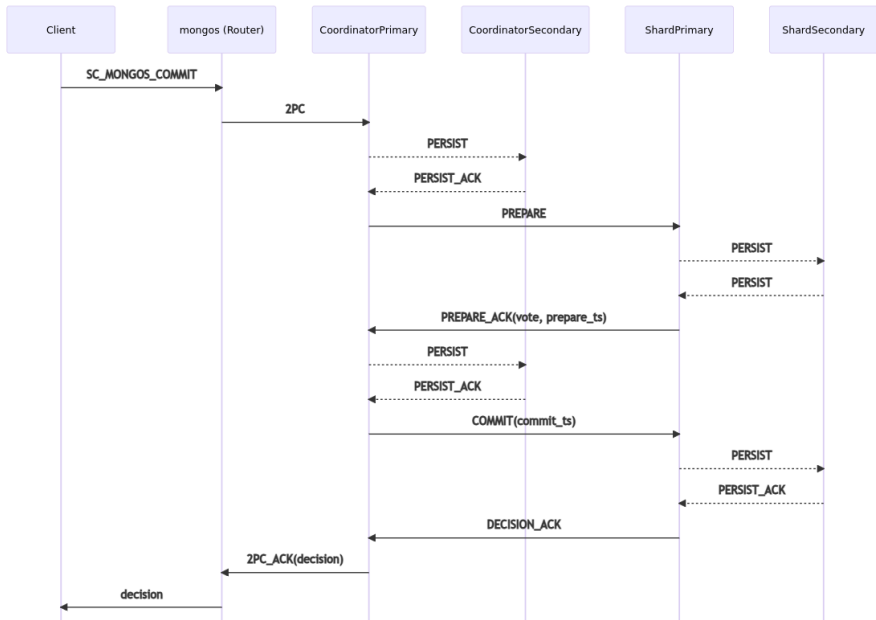 Client
mongos (Router)
CoordinatorPrimary
CoordinatorSecondary
ShardPrimary
ShardSecondary
SC_MONGOS_COMMIT
2PC
PERSIST
PERSIST_ACK
PREPARE
PERSIST
PERSIST
PREPARE_ACK(vote, prepare_ts)
PERSIST
PERSIST_ACK
COMMIT(commit_ts)
PERSIST
PERSIST_ACK
DECISION_ACK
2PC_ACK(decision)
decision